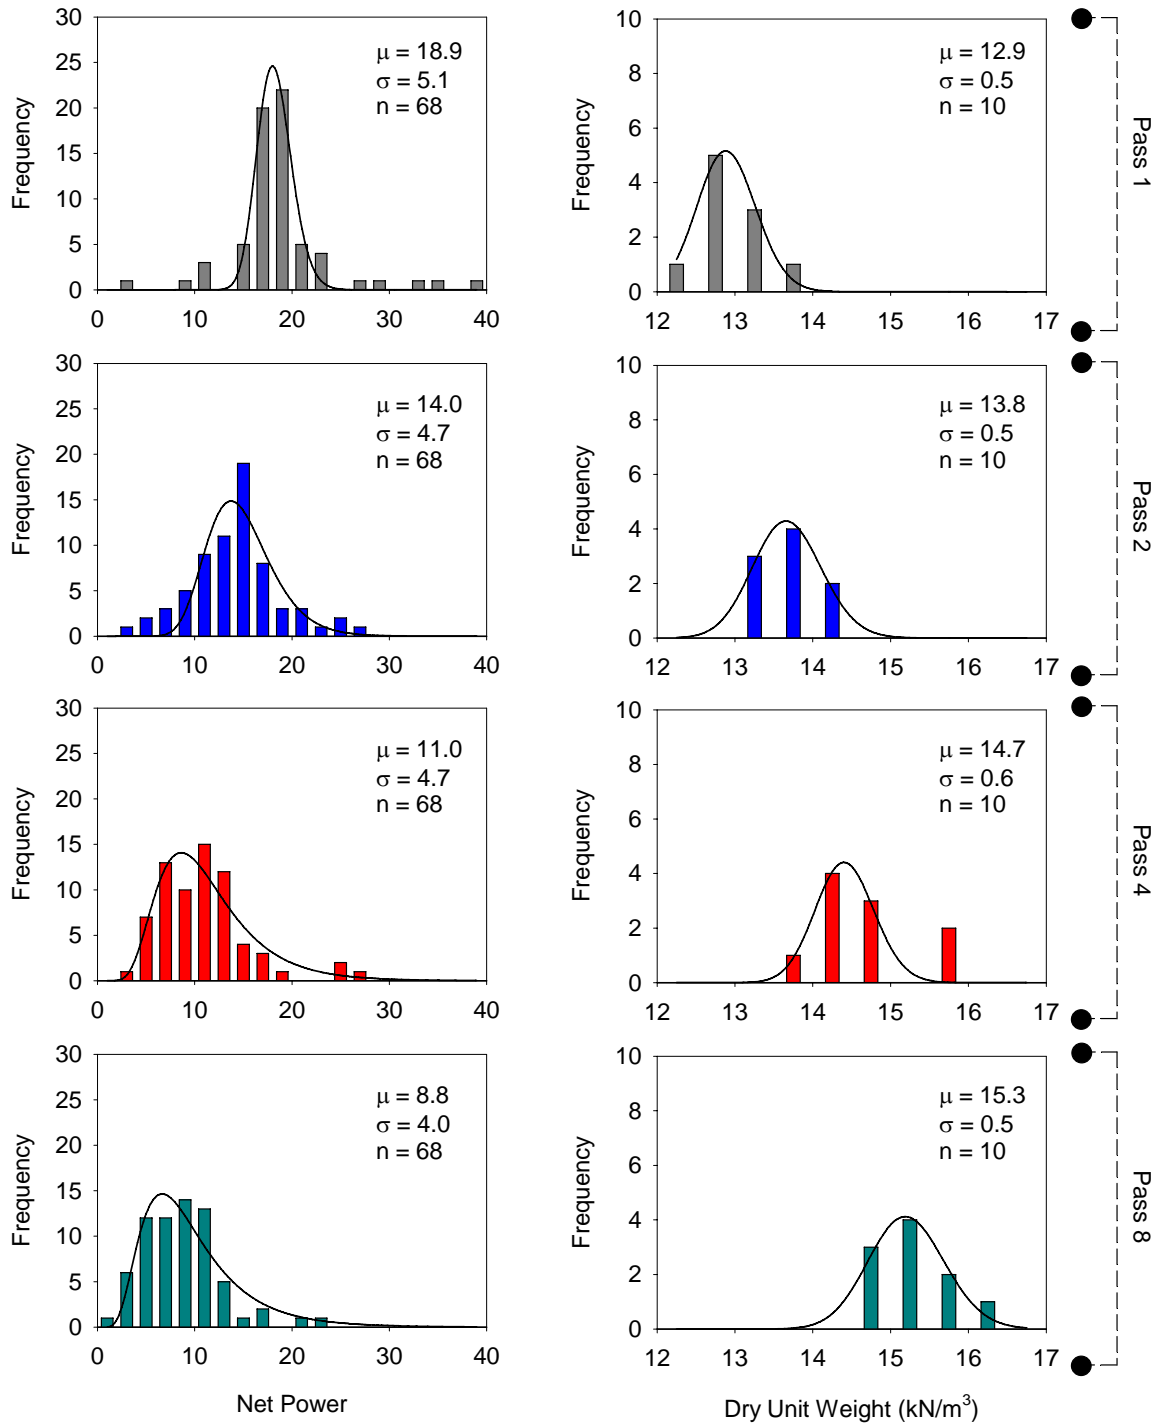 30
25
20
15
10
5
0
Frequency
μ = 18.9
σ = 5.1
n = 68
0 10 20 30 40
10
8
6
4
2
0
Frequency
μ = 12.9
σ = 0.5
n = 10
12 13 14 15 16 17
Pass 1
30
25
20
15
10
5
0
Frequency
μ = 14.0
σ = 4.7
n = 68
0 10 20 30 40
10
8
6
4
2
0
Frequency
μ = 13.8
σ = 0.5
n = 10
12 13 14 15 16 17
Pass 2
30
25
20
15
10
5
0
Frequency
μ = 11.0
σ = 4.7
n = 68
0 10 20 30 40
10
8
6
4
2
0
Frequency
μ = 14.7
σ = 0.6
n = 10
12 13 14 15 16 17
Pass 4
30
25
20
15
10
5
0
Frequency
μ = 8.8
σ = 4.0
n = 68
0 10 20 30 40
Net Power
10
8
6
4
2
0
Frequency
μ = 15.3
σ = 0.5
n = 10
12 13 14 15 16 17
Dry Unit Weight (kN/m³)
Pass 8